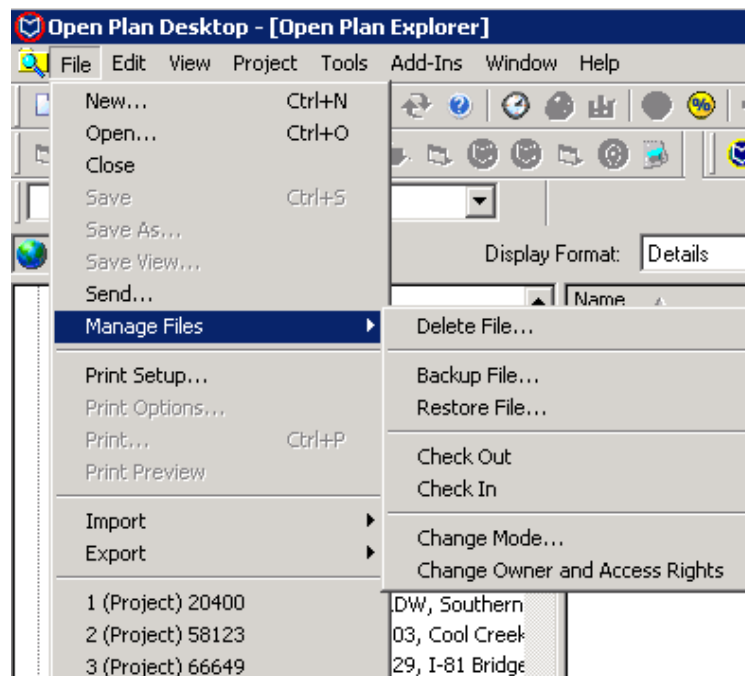 Open Plan Desktop - [Open Plan Explorer]
File Edit View Project Tools Add-Ins Window Help
New... Ctrl+N
Open... Ctrl+O
Close
Save Ctrl+S
Save As...
Save View...
Display Format: Details
Send...
Name
Manage Files
Delete File...
Backup File...
Restore File...
Check Out
Check In
Change Mode...
Change Owner and Access Rights
Print Setup...
Print Options...
Print... Ctrl+P
Print Preview
Import
Export
1 (Project) 20400
.DW, Southern
2 (Project) 58123
03, Cool Creek
3 (Project) 66649
29, I-81 Bridge